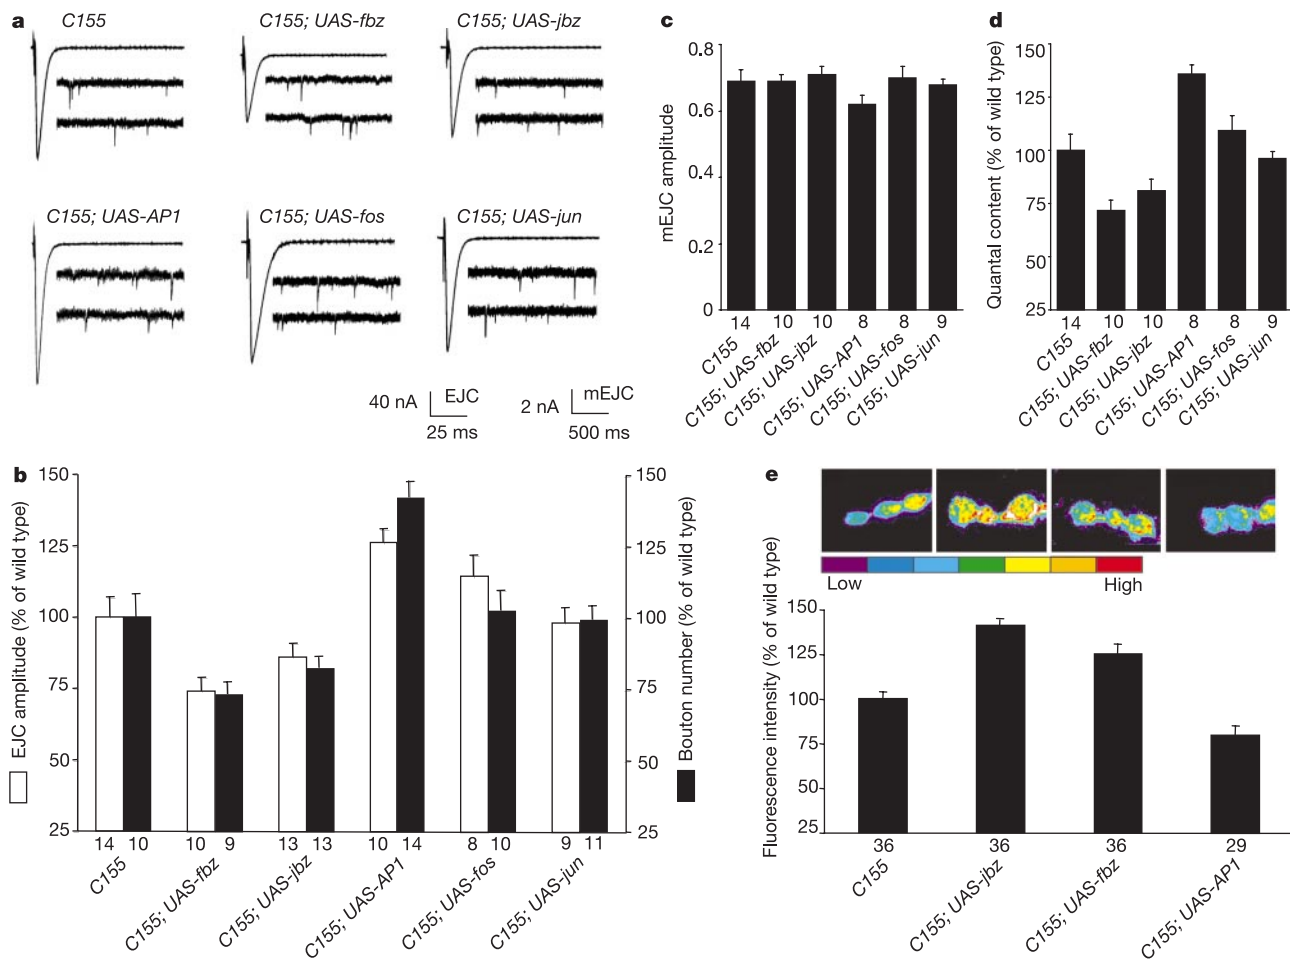 a
C155
C155; UAS-fbz
C155; UAS-jbz
C155; UAS-AP1
C155; UAS-fos
C155; UAS-jun
40 nA
EJC
25 ms
2 nA
mEJC
500 ms
b
EJC amplitude (% of wild type)
150
125
100
75
50
25
150
125
100
75
50
25
Bouton number (% of wild type)
14 10 10 9 13 13 10 14 8 10 9 11
C155
C155; UAS-fbz
C155; UAS-jbz
C155; UAS-AP1
C155; UAS-fos
C155; UAS-jun
c
mEJC amplitude
0.8
0.6
0.4
0.2
0
14 10 10 8 8 9
C155
C155; UAS-fbz
C155; UAS-jbz
C155; UAS-AP1
C155; UAS-fos
C155; UAS-jun
d
Quantal content (% of wild type)
150
125
100
75
50
25
14 10 10 8 8 9
C155
C155; UAS-fbz
C155; UAS-jbz
C155; UAS-AP1
C155; UAS-fos
C155; UAS-jun
e
Low High
Fluorescence intensity (% of wild type)
150
125
100
75
50
25
36 36 36 29
C155
C155; UAS-jbz
C155; UAS-fbz
C155; UAS-AP1